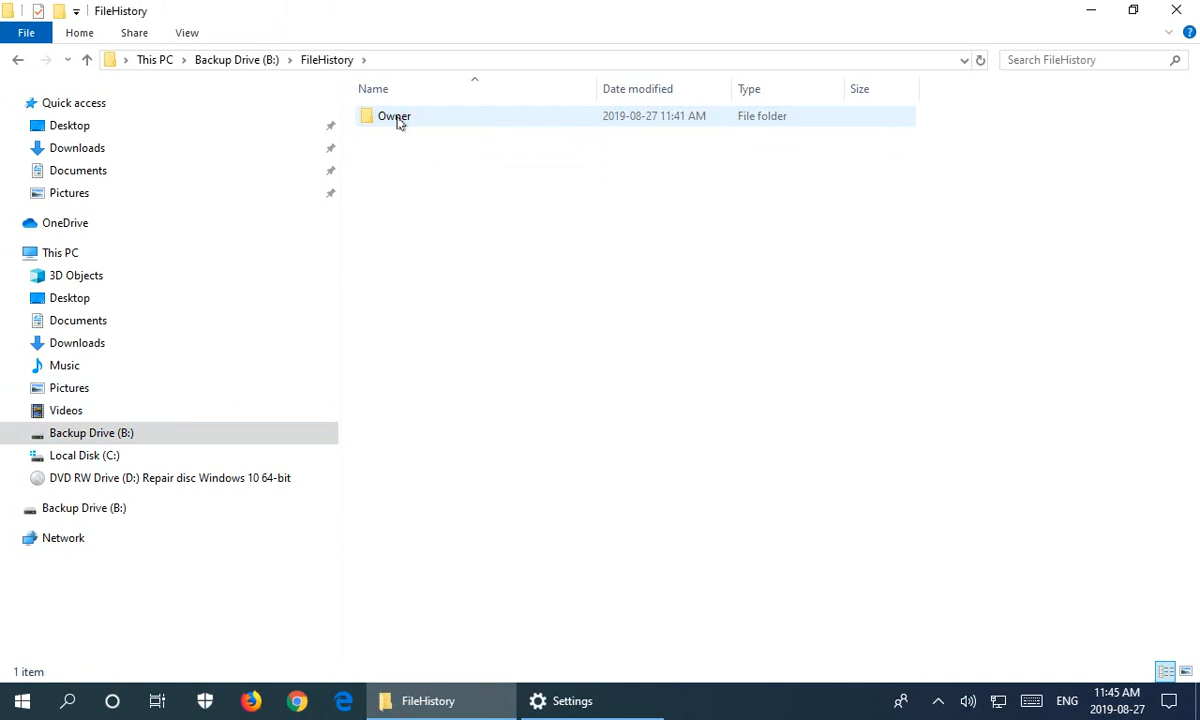 FileHistory
File Home Share View
This PC Backup Drive (B:) FileHistory
Search FileHistory
Name Date modified Type Size
Owner 2019-08-27 11:41 AM File folder
Quick access
Desktop
Downloads
Documents
Pictures
OneDrive
This PC
3D Objects
Desktop
Documents
Downloads
Music
Pictures
Videos
Backup Drive (B:)
Local Disk (C:)
DVD RW Drive (D:) Repair disc Windows 10 64-bit
Backup Drive (B:)
Network
1 item
FileHistory Settings ENG 11:45 AM
2019-08-27